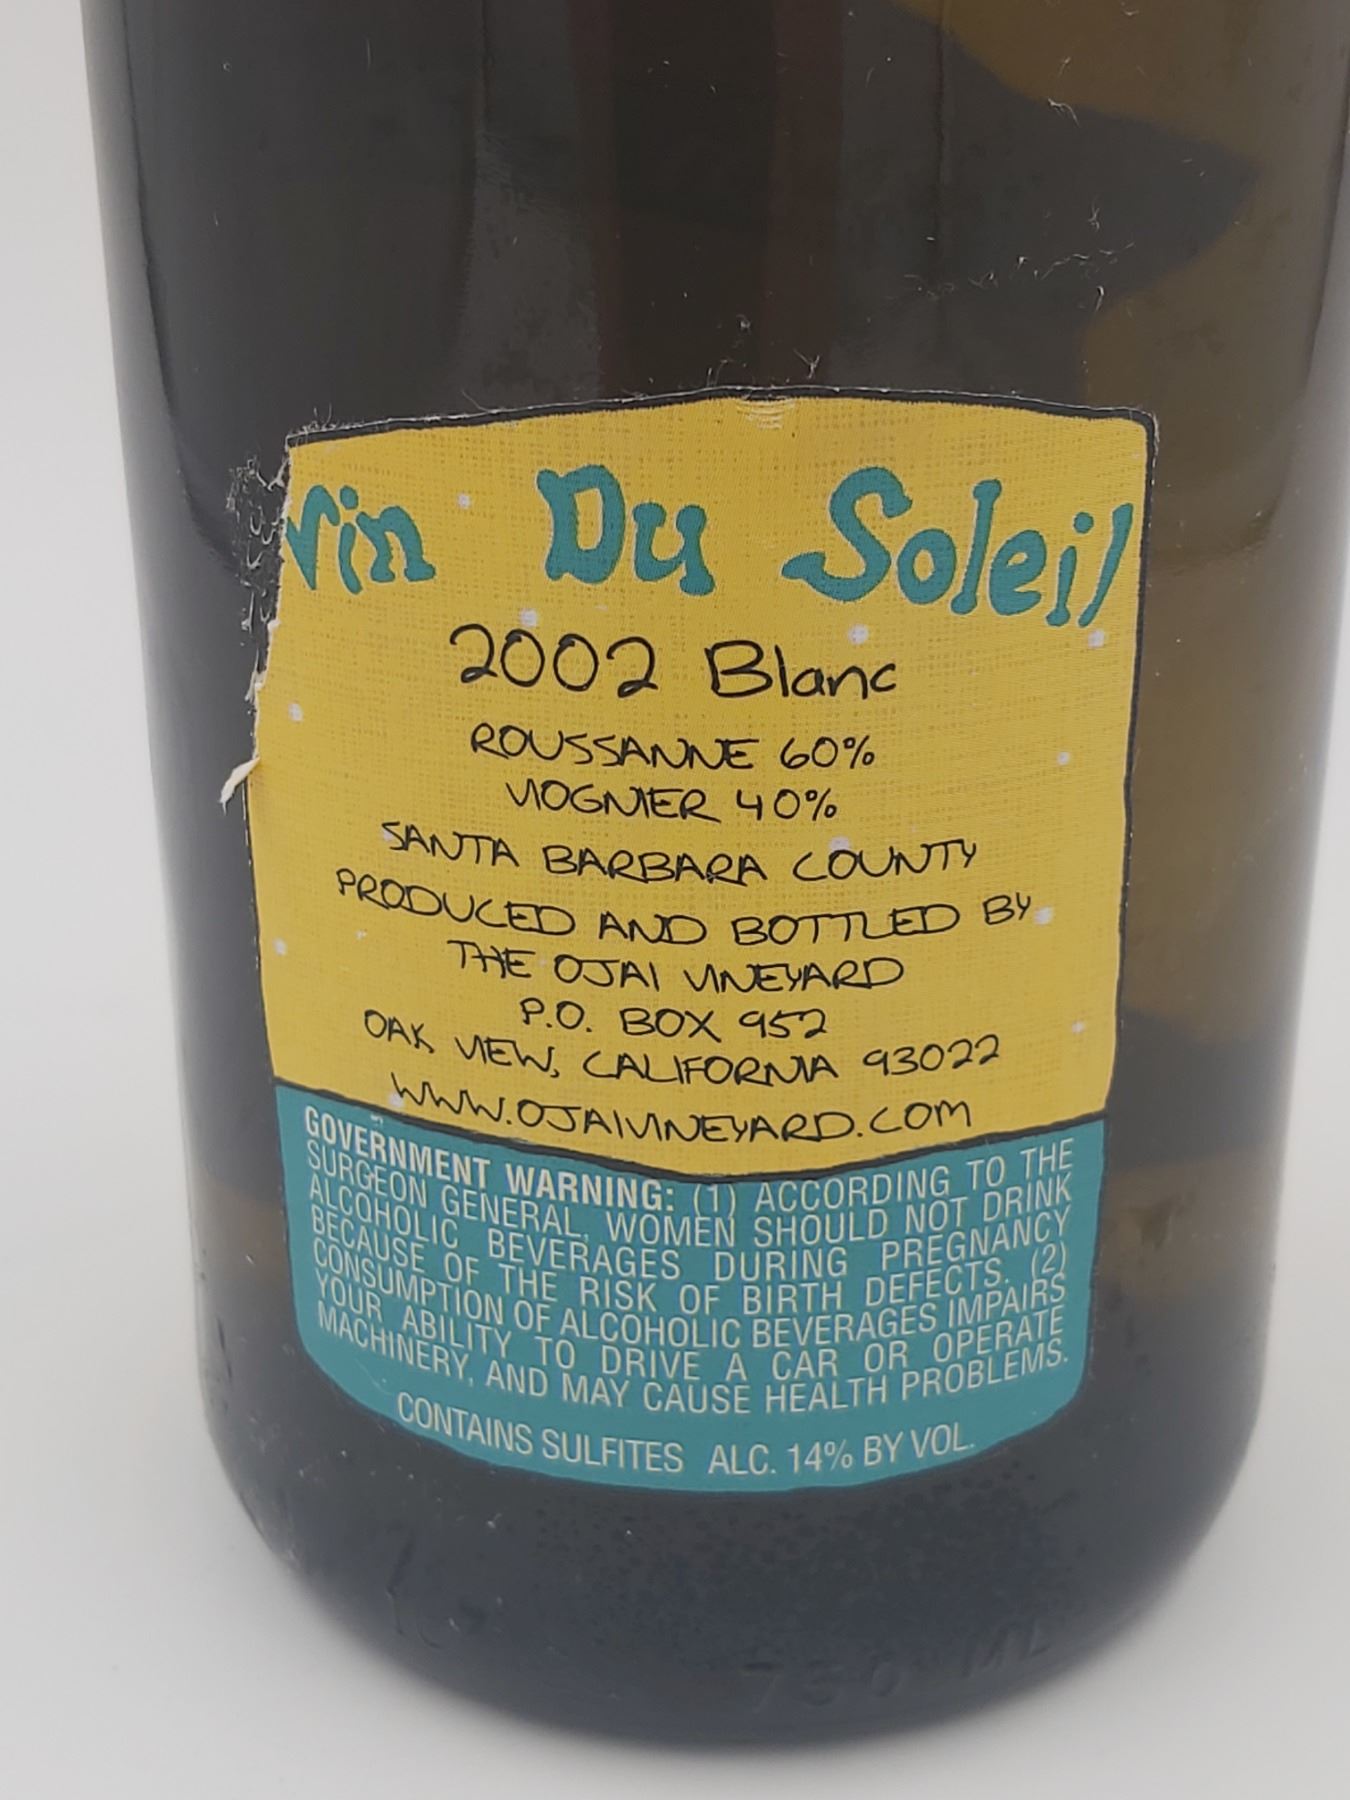 Vin Du Soleil
2002 Blanc
ROUSSANNE 60%
VIOGNIER 40%
SANTA BARBARA COUNTY
PRODUCED AND BOTTLED BY
THE OJAI VINEYARD
P.O. BOX 952
OAK VIEW, CALIFORNIA 93022
WWW.OJAIVINEYARD.COM
GOVERNMENT WARNING: (1) ACCORDING TO THE
SURGEON GENERAL, WOMEN SHOULD NOT DRINK
ALCOHOLIC BEVERAGES DURING PREGNANCY
BECAUSE OF THE RISK OF BIRTH DEFECTS. (2)
CONSUMPTION OF ALCOHOLIC BEVERAGES IMPAIRS
YOUR ABILITY TO DRIVE A CAR OR OPERATE
MACHINERY, AND MAY CAUSE HEALTH PROBLEMS.
CONTAINS SULFITES ALC. 14% BY VOL.
750 ML